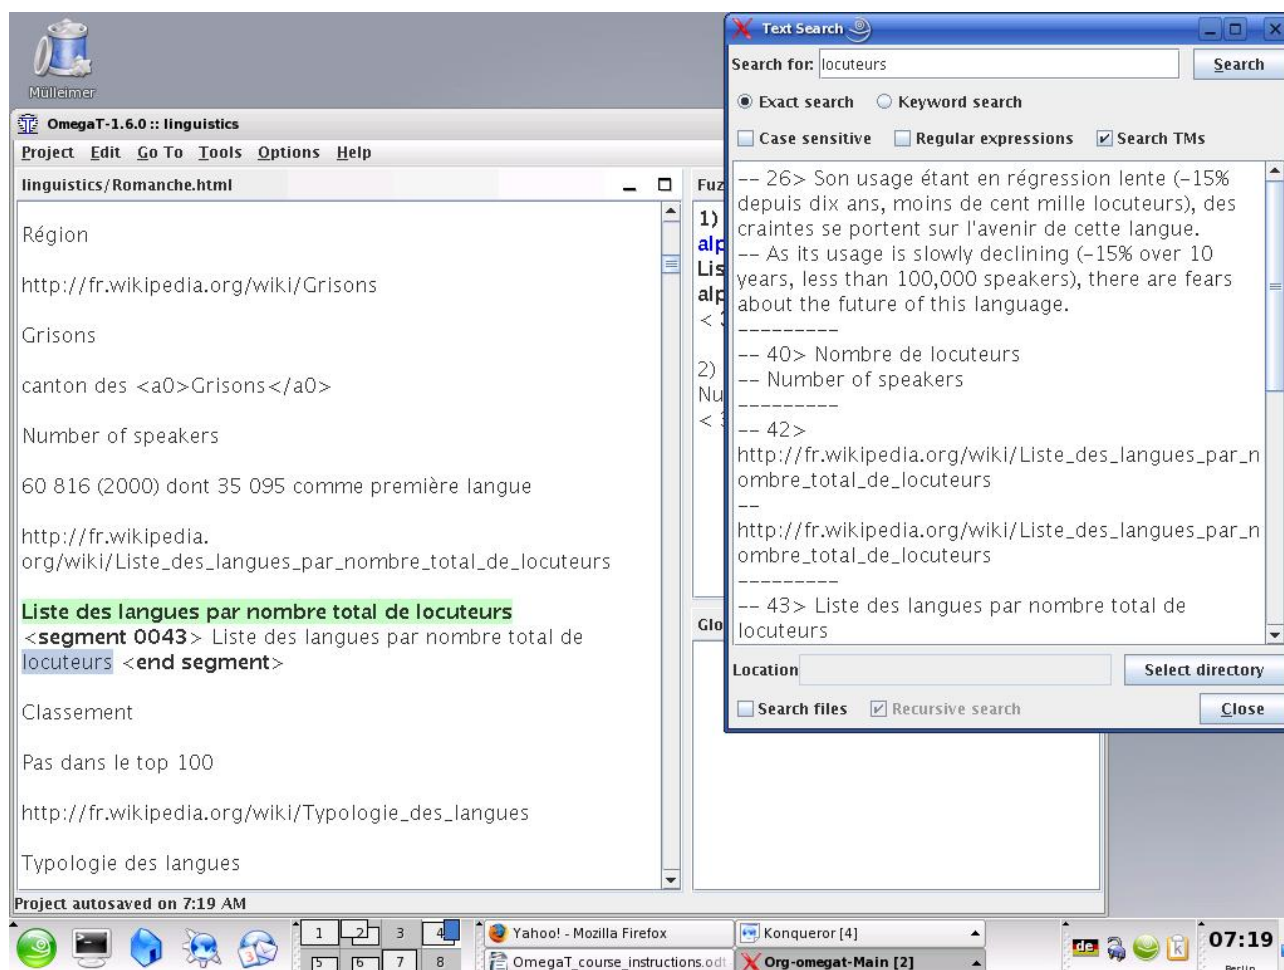 Mülleimer
OmegaT-1.6.0 :: linguistics
Project Edit Go To Tools Options Help
linguistics/Romanche.html
Région
http://fr.wikipedia.org/wiki/Grisons
Grisons
canton des <a0>Grisons</a0>
Number of speakers
60 816 (2000) dont 35 095 comme première langue
http://fr.wikipedia.
org/wiki/Liste_des_langues_par_nombre_total_de_locuteurs
Liste des langues par nombre total de locuteurs
<segment 0043> Liste des langues par nombre total de
locuteurs <end segment>
Classement
Pas dans le top 100
http://fr.wikipedia.org/wiki/Typologie_des_langues
Typologie des langues
Project autosaved on 7:19 AM
Fuz
1)
alp
Lis
alp
<
2)
Nu
<
Glo
Text Search
Search for: locuteurs Search
Exact search Keyword search
Case sensitive Regular expressions Search TMs
-- 26> Son usage étant en régression lente (-15%
depuis dix ans, moins de cent mille locuteurs), des
craintes se portent sur l'avenir de cette langue.
-- As its usage is slowly declining (-15% over 10
years, less than 100,000 speakers), there are fears
about the future of this language.
---------
-- 40> Nombre de locuteurs
-- Number of speakers
---------
-- 42>
http://fr.wikipedia.org/wiki/Liste_des_langues_par_n
ombre_total_de_locuteurs
--
http://fr.wikipedia.org/wiki/Liste_des_langues_par_n
ombre_total_de_locuteurs
---------
-- 43> Liste des langues par nombre total de
locuteurs
Location Select directory
Search files Recursive search Close
1 2 3 4
5 6 7 8
Yahoo! - Mozilla Firefox
Konqueror [4]
OmegaT_course_instructions.odt
Org-omegat-Main [2]
de
07:19
Berlin